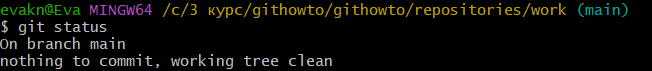 evakn@Eva MINGW64 /c/3 курс/githowto/githowto/repositories/work (main)
$ git status
On branch main
nothing to commit, working tree clean